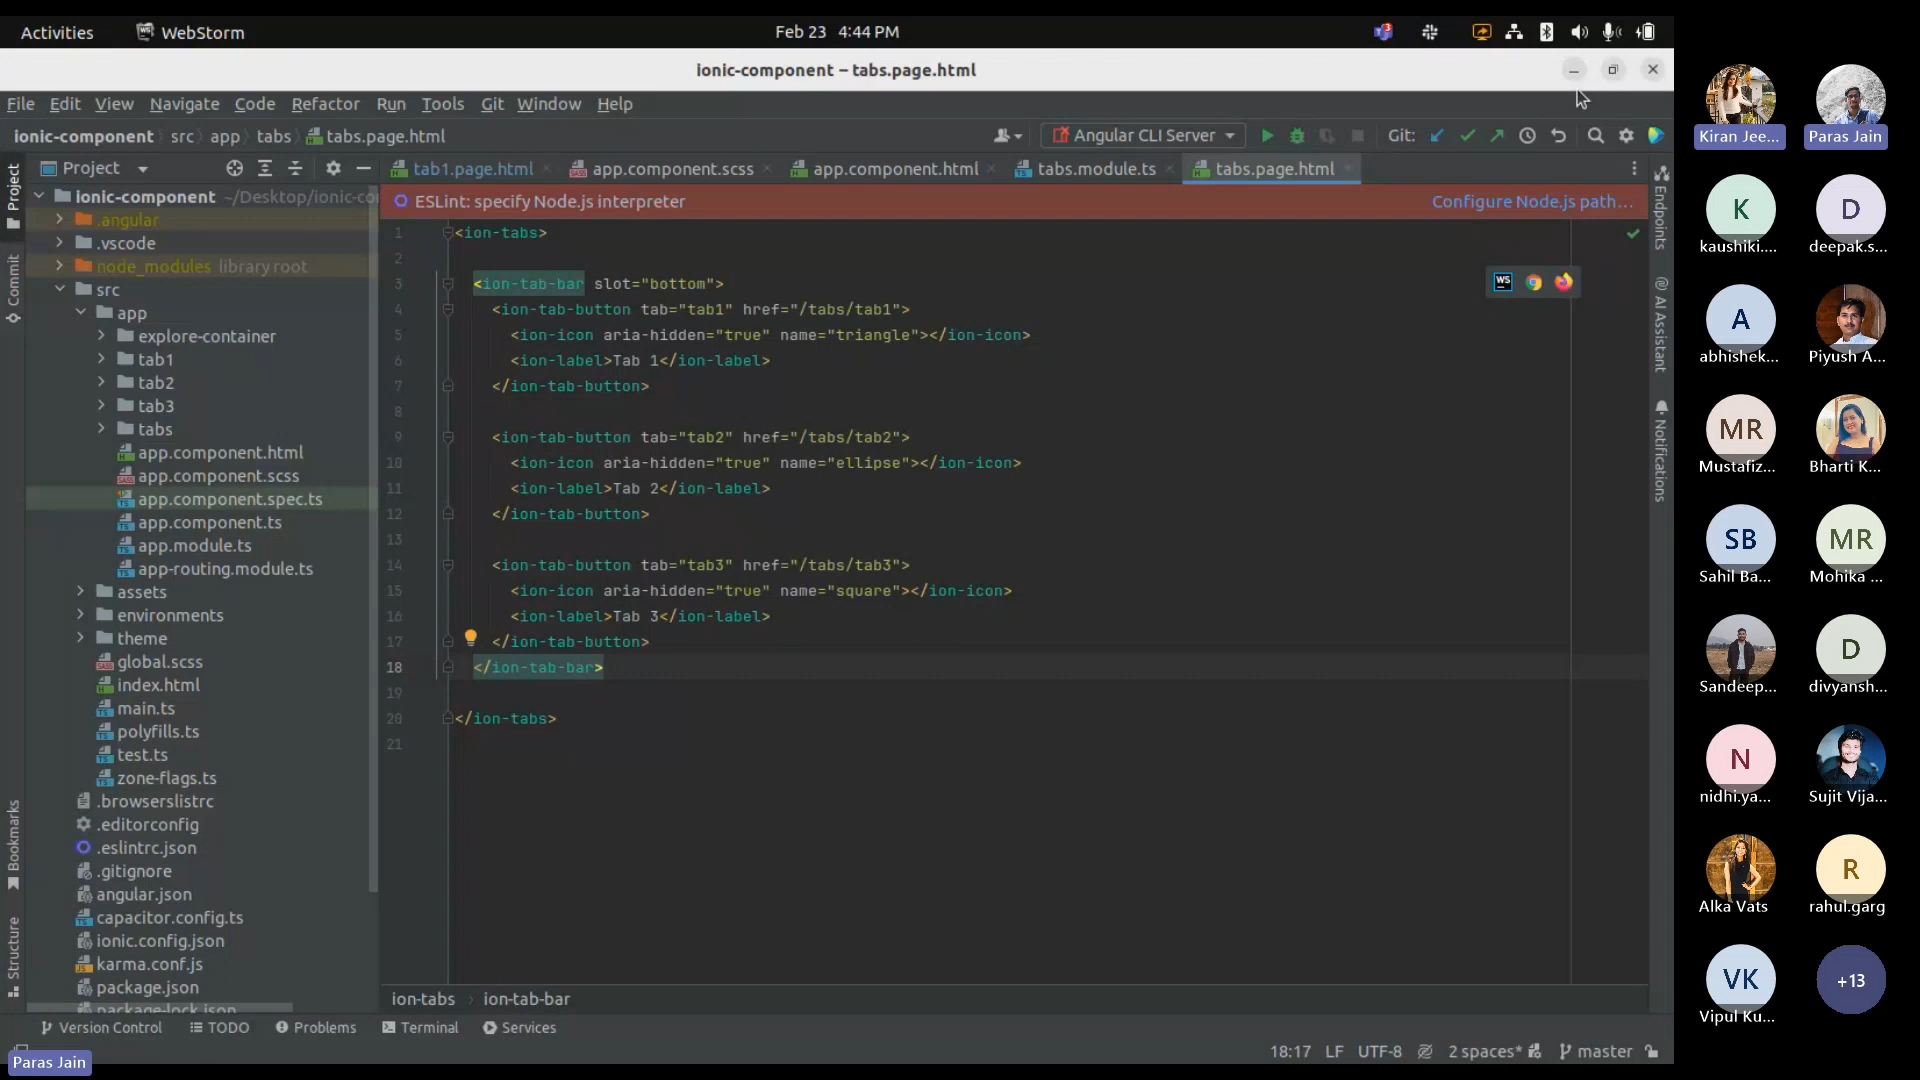 Activities WebStorm Feb 23 4:44 PM
ionic-component – tabs.page.html
File Edit View Navigate Code Refactor Run Tools Git Window Help
ionic-component src app tabs tabs.page.html Angular CLI Server Git:
Project tab1.page.html app.component.scss app.component.html tabs.module.ts tabs.page.html
ESLint: specify Node.js interpreter Configure Node.js path...
Project
Commit
Bookmarks
Structure
ionic-component ~/Desktop/ionic-co
.angular
.vscode
node_modules library root
src
app
explore-container
tab1
tab2
tab3
tabs
app.component.html
app.component.scss
app.component.spec.ts
app.component.ts
app.module.ts
app-routing.module.ts
assets
environments
theme
global.scss
index.html
main.ts
polyfills.ts
test.ts
zone-flags.ts
.browserslistrc
.editorconfig
.eslintrc.json
.gitignore
angular.json
capacitor.config.ts
ionic.config.json
karma.conf.js
package.json
package-lock.json
1 <ion-tabs>
2
3 <ion-tab-bar slot="bottom">
4 <ion-tab-button tab="tab1" href="/tabs/tab1">
5 <ion-icon aria-hidden="true" name="triangle"></ion-icon>
6 <ion-label>Tab 1</ion-label>
7 </ion-tab-button>
8
9 <ion-tab-button tab="tab2" href="/tabs/tab2">
10 <ion-icon aria-hidden="true" name="ellipse"></ion-icon>
11 <ion-label>Tab 2</ion-label>
12 </ion-tab-button>
13
14 <ion-tab-button tab="tab3" href="/tabs/tab3">
15 <ion-icon aria-hidden="true" name="square"></ion-icon>
16 <ion-label>Tab 3</ion-label>
17 </ion-tab-button>
18 </ion-tab-bar>
19
20 </ion-tabs>
21
WS
Endpoints
AI Assistant
Notifications
ion-tabs ion-tab-bar
Version Control TODO Problems Terminal Services
18:17 LF UTF-8 2 spaces* master
Paras Jain
Kiran Jee... Paras Jain
K D
kaushiki.... deepak.s...
A
abhishek... Piyush A...
MR
Mustafiz... Bharti K...
SB MR
Sahil Ba... Mohika ...
D
Sandeep... divyansh...
N
nidhi.ya... Sujit Vija...
R
Alka Vats rahul.garg
VK +13
Vipul Ku...